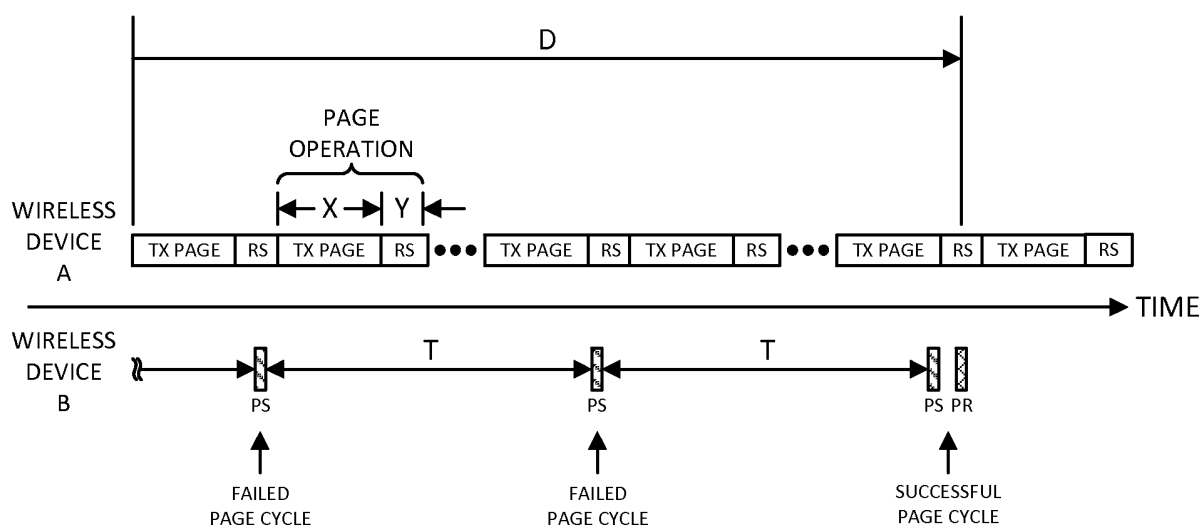 D
PAGE
OPERATION
X Y
WIRELESS
DEVICE
A
TX PAGE RS TX PAGE RS TX PAGE RS TX PAGE RS TX PAGE RS TX PAGE RS
TIME
WIRELESS
DEVICE
B
T T
PS PS PS PR
FAILED
PAGE CYCLE
FAILED
PAGE CYCLE
SUCCESSFUL
PAGE CYCLE